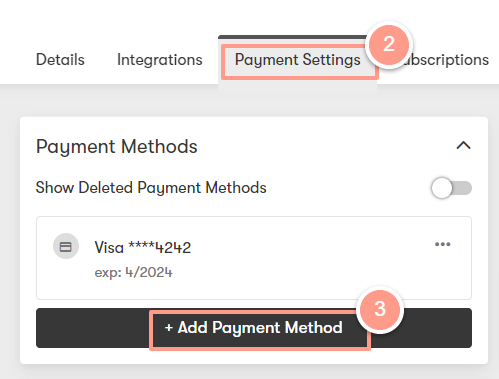 2
Details Integrations Payment Settings bscriptions
Payment Methods
Show Deleted Payment Methods
Visa ****4242
•••
exp: 4/2024
3
+ Add Payment Method